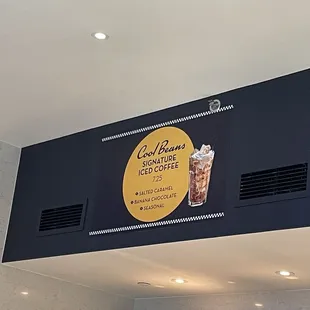 Cool Beans
SIGNATURE
ICED COFFEE
7.25
◆ SALTED CARAMEL
◆ BANANA CHOCOLATE
◆ SEASONAL